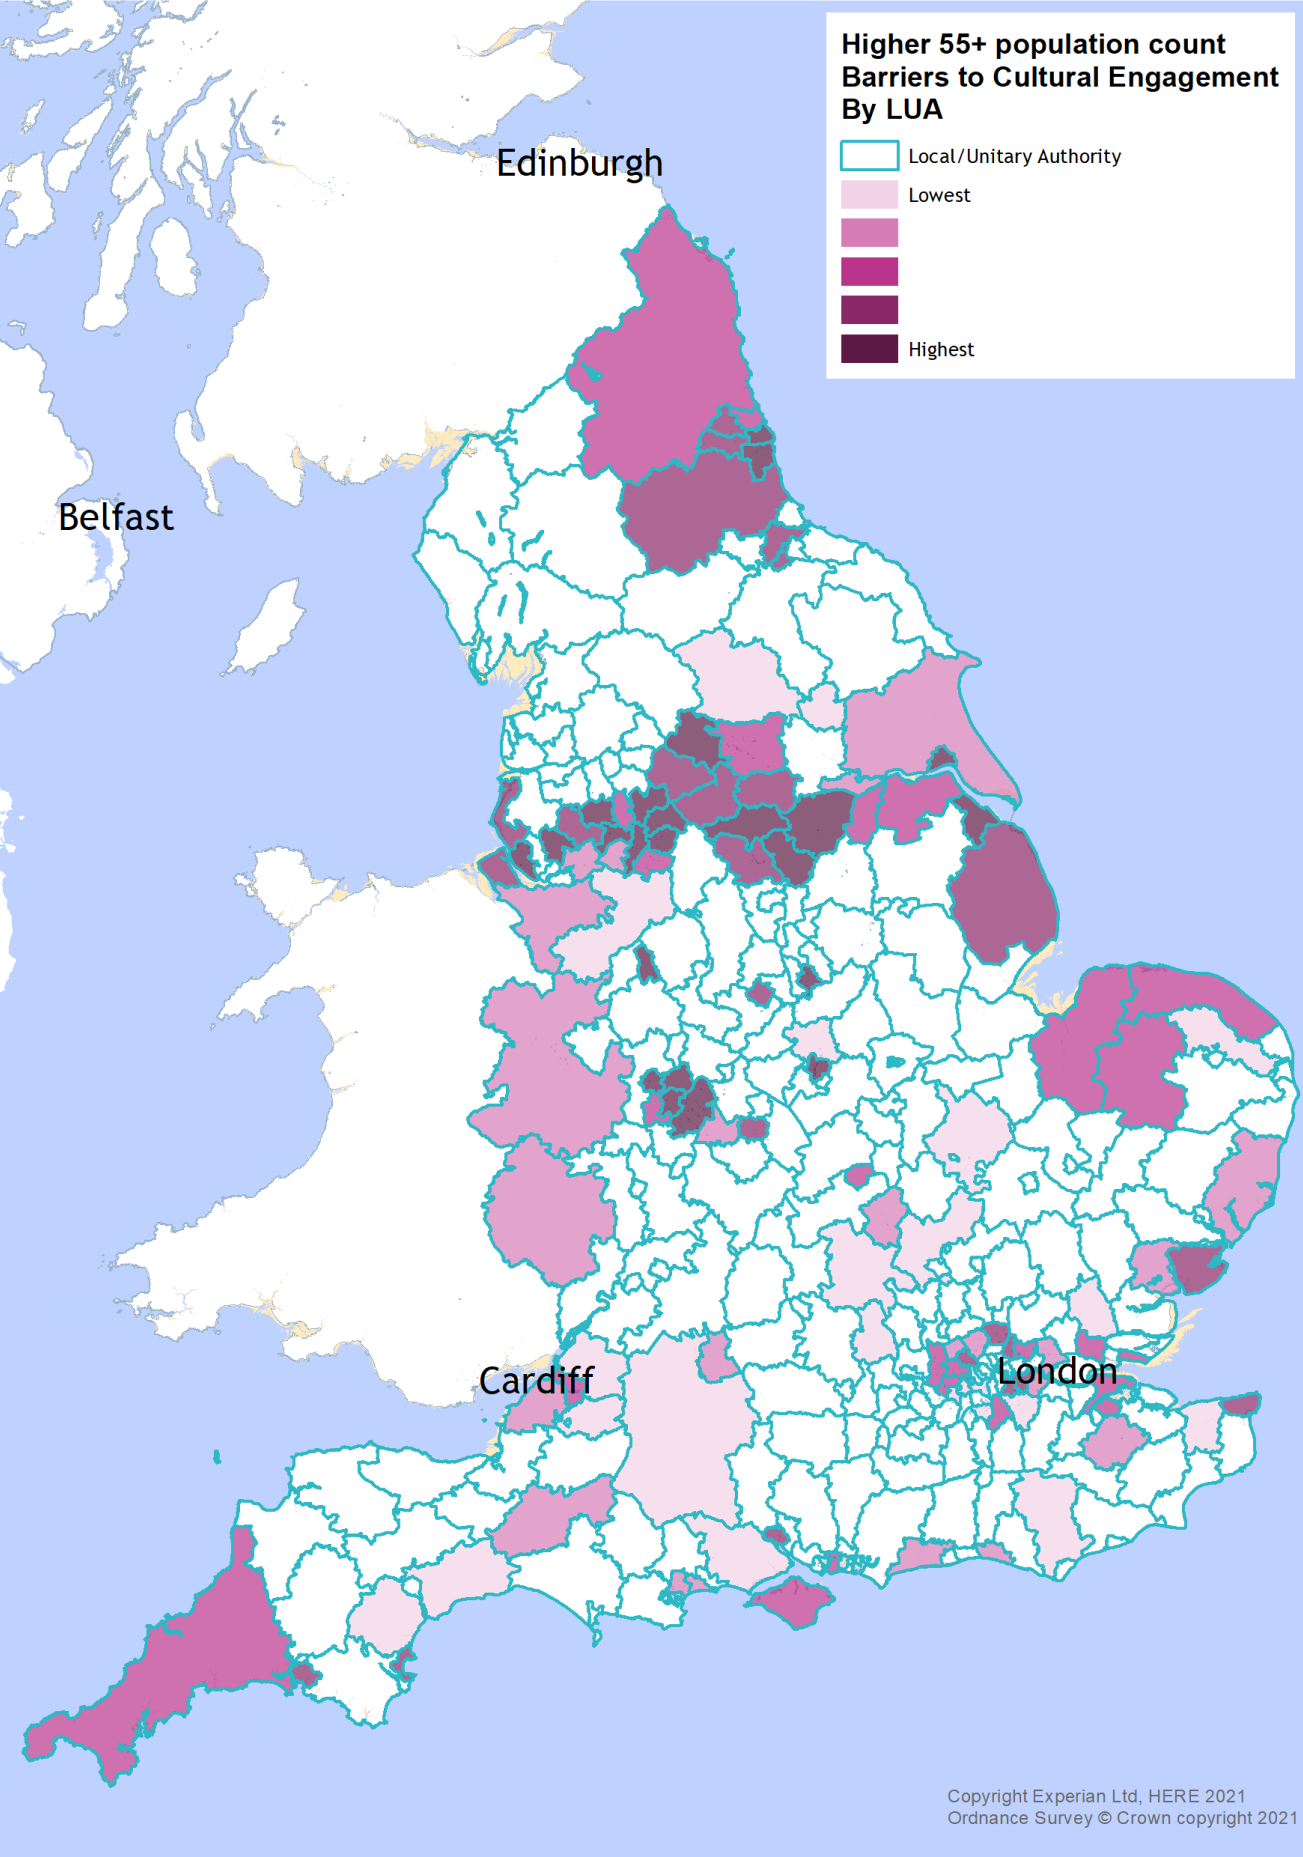 Higher 55+ population count
Barriers to Cultural Engagement
By LUA
Local/Unitary Authority
Lowest
Highest
Edinburgh
Belfast
Cardiff
London
Copyright Experian Ltd, HERE 2021
Ordnance Survey © Crown copyright 2021